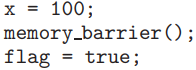 x = 100;
memory_barrier();
flag = true;